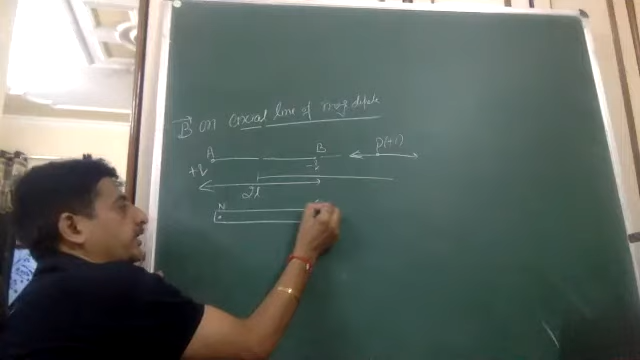 B on axial line of mag. dipole
A B P(+1)
+q -q
2l
N